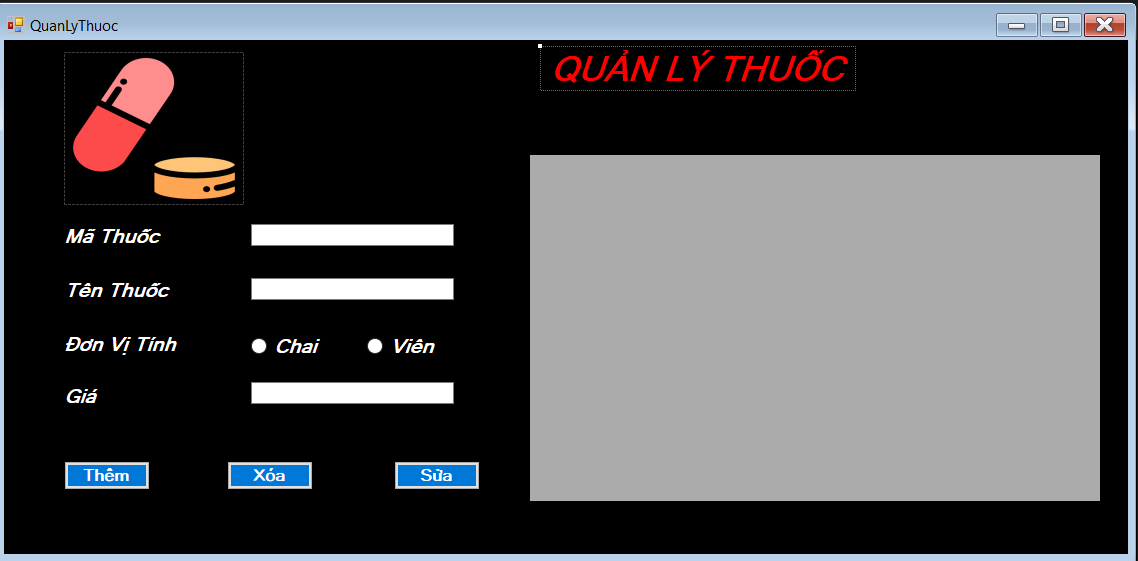 QuanLyThuoc
QUẢN LÝ THUỐC
Mã Thuốc
Tên Thuốc
Đơn Vị Tính
Chai Viên
Giá
Thêm Xóa Sửa